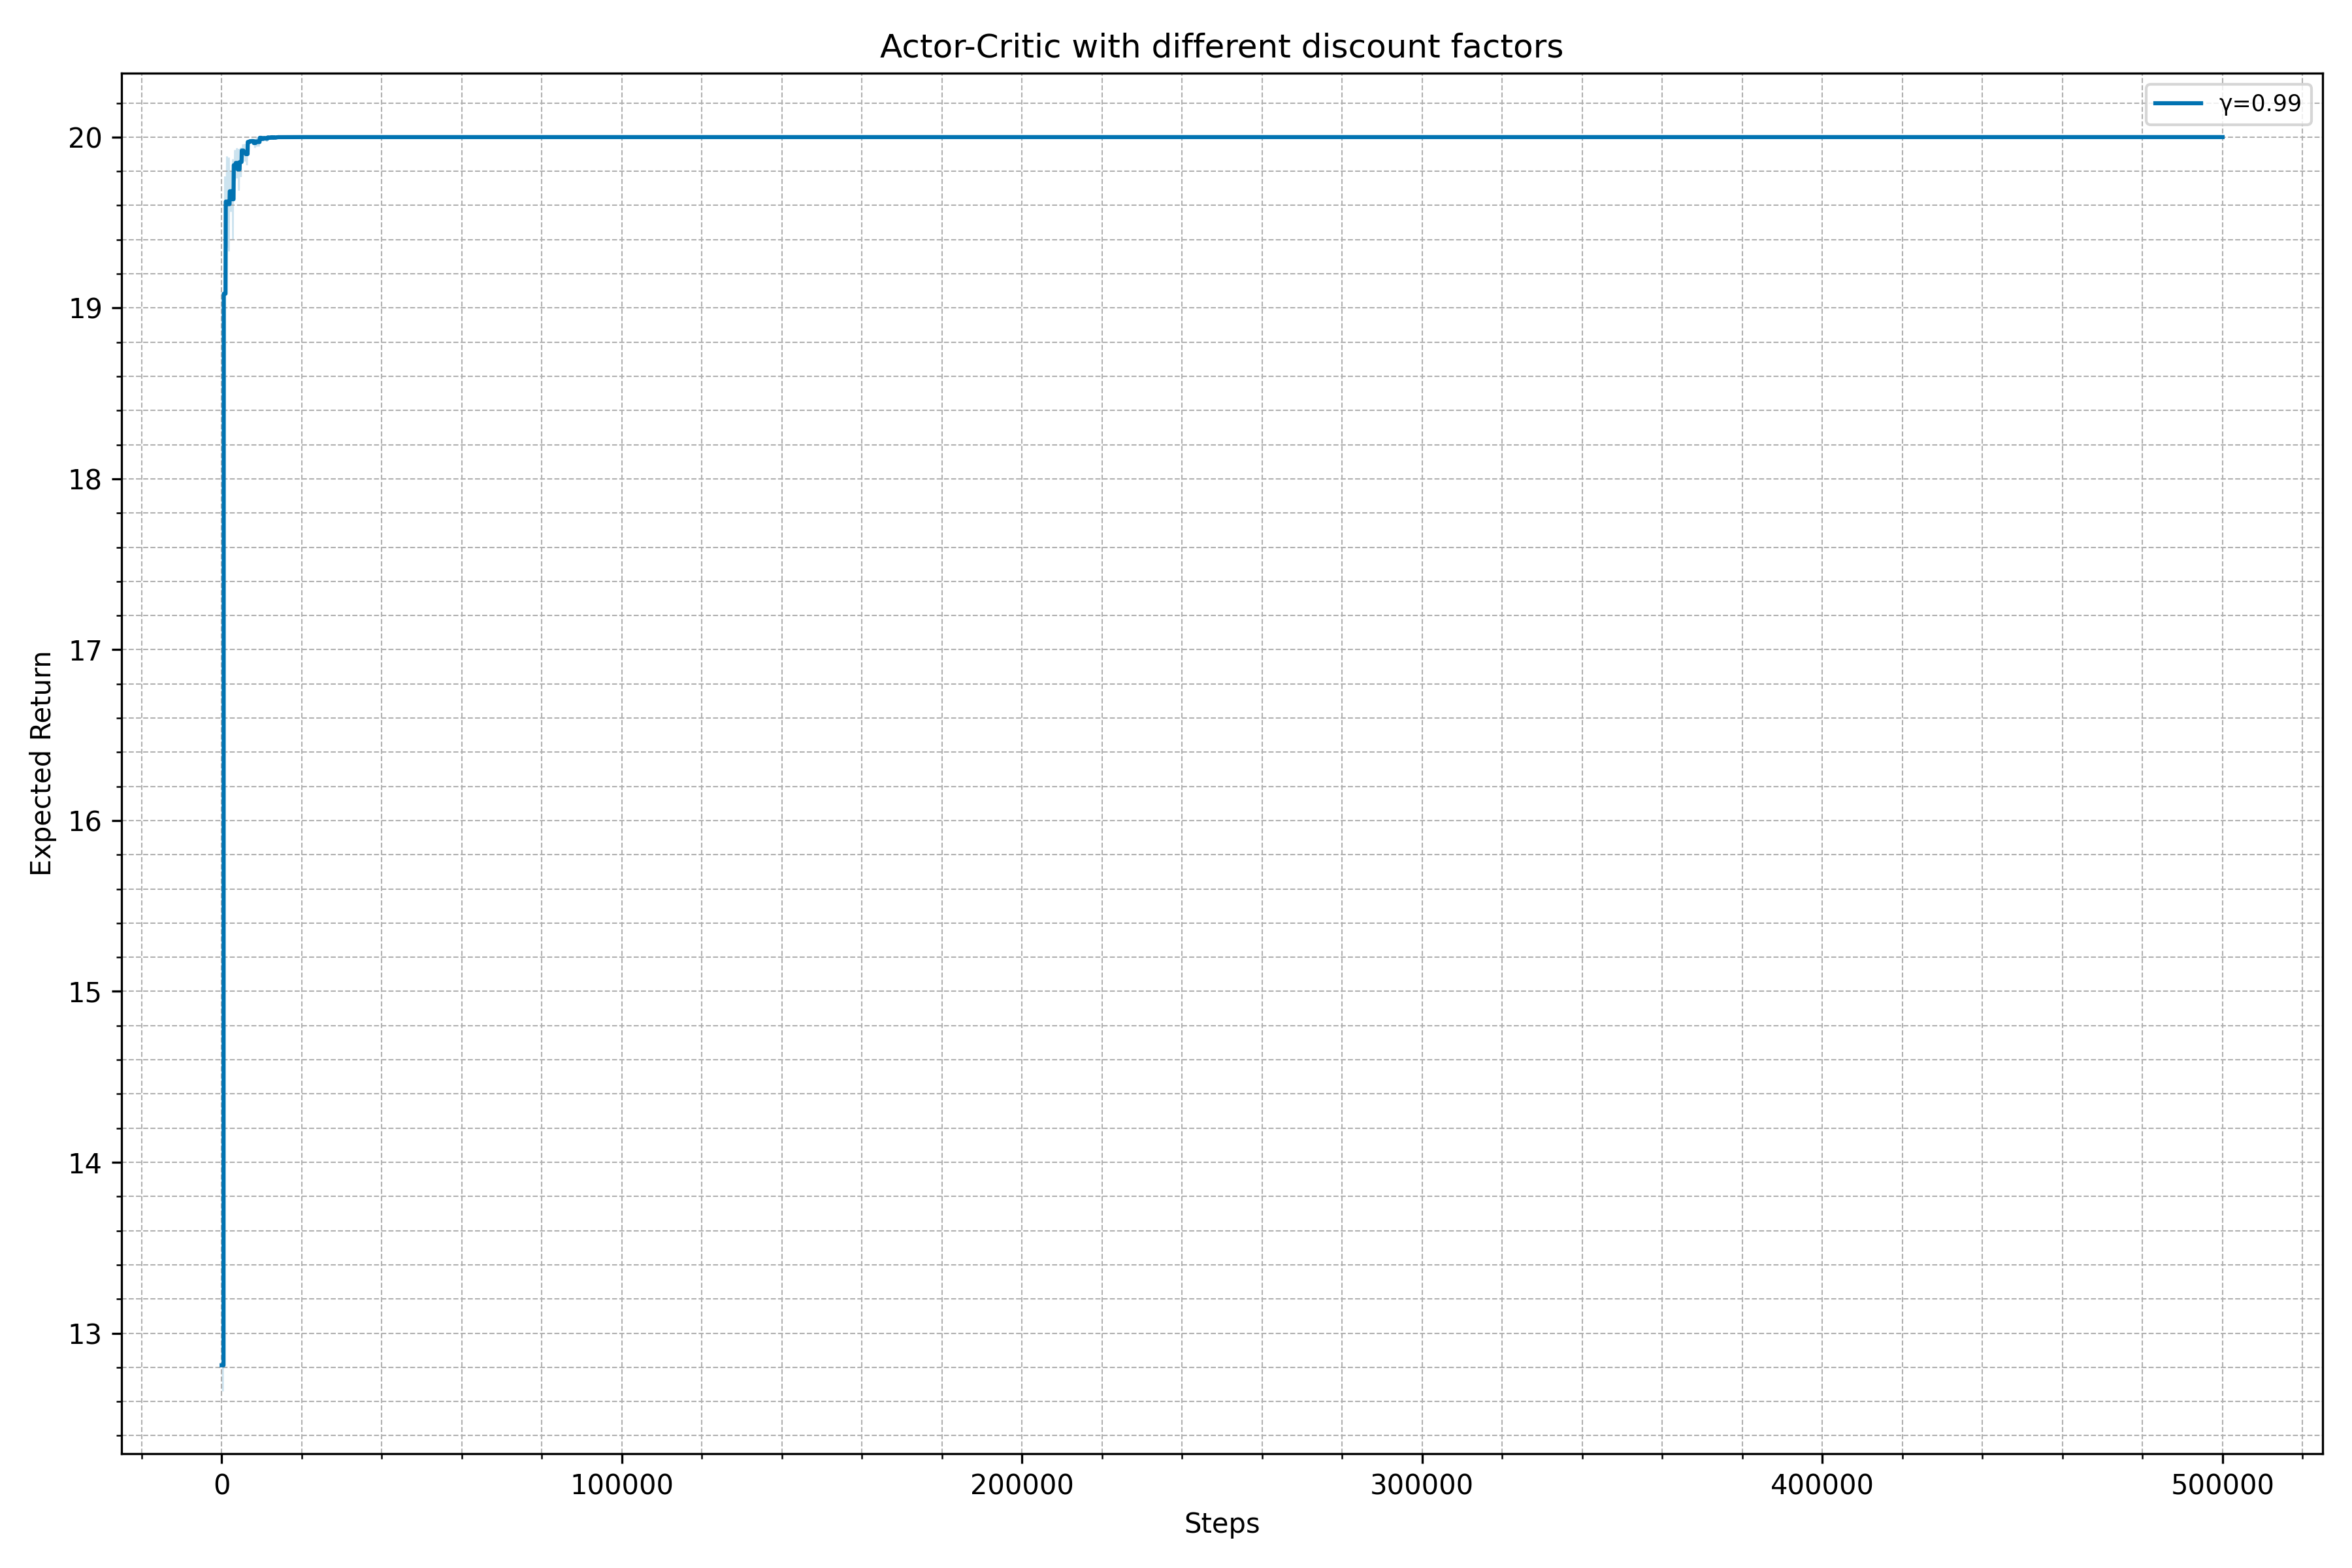 Actor-Critic with different discount factors
γ=0.99
Expected Return
20
19
18
17
16
15
14
13
0 100000 200000 300000 400000 500000
Steps